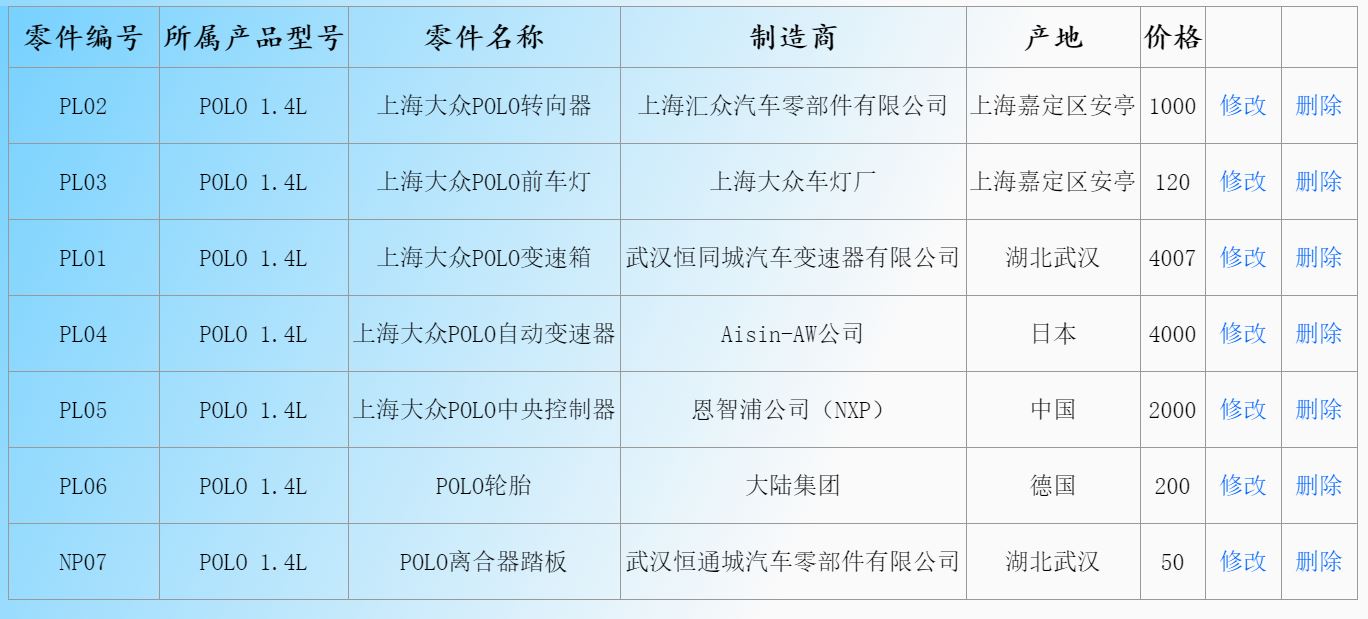 零件编号 所属产品型号 零件名称 制造商 产地 价格
PL02 POLO 1.4L 上海大众POLO转向器 上海汇众汽车零部件有限公司 上海嘉定区安亭 1000 修改 删除
PL03 POLO 1.4L 上海大众POLO前车灯 上海大众车灯厂 上海嘉定区安亭 120 修改 删除
PL01 POLO 1.4L 上海大众POLO变速箱 武汉恒同城汽车变速器有限公司 湖北武汉 4007 修改 删除
PL04 POLO 1.4L 上海大众POLO自动变速器 Aisin-AW公司 日本 4000 修改 删除
PL05 POLO 1.4L 上海大众POLO中央控制器 恩智浦公司（NXP） 中国 2000 修改 删除
PL06 POLO 1.4L POLO轮胎 大陆集团 德国 200 修改 删除
NP07 POLO 1.4L POLO离合器踏板 武汉恒通城汽车零部件有限公司 湖北武汉 50 修改 删除